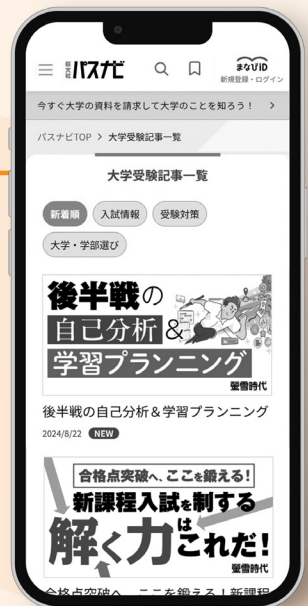 旺文社 パスナビ
まなびID
新規登録・ログイン
今すぐ大学の資料を請求して大学のことを知ろう！ >
パスナビTOP > 大学受験記事一覧
大学受験記事一覧
新着順 入試情報 受験対策
大学・学部選び
後半戦の
自己分析&
学習プランニング
螢雪時代
後半戦の自己分析＆学習プランニング
2024/8/22 NEW
合格点突破へ、ここを鍛える!
新課程入試を制する
解く力はこれだ!
螢雪時代
合格点突破へ、ここを鍛える！新課程